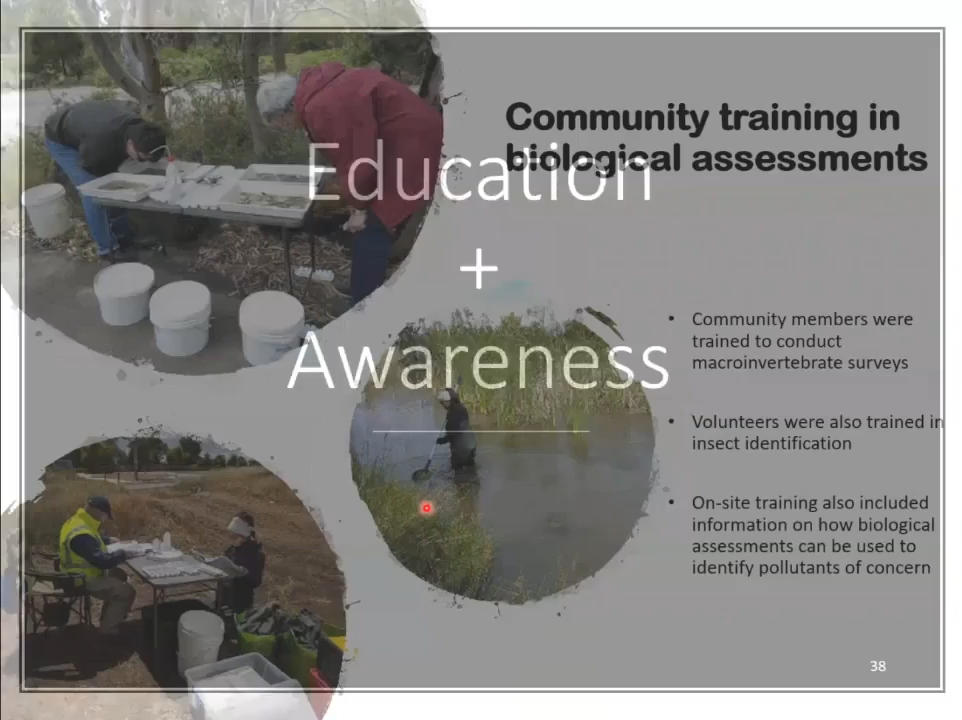 Community training in
biological assessments
Education
+
Awareness
• Community members were
trained to conduct
macroinvertebrate surveys
• Volunteers were also trained in
insect identification
• On-site training also included
information on how biological
assessments can be used to
identify pollutants of concern
38